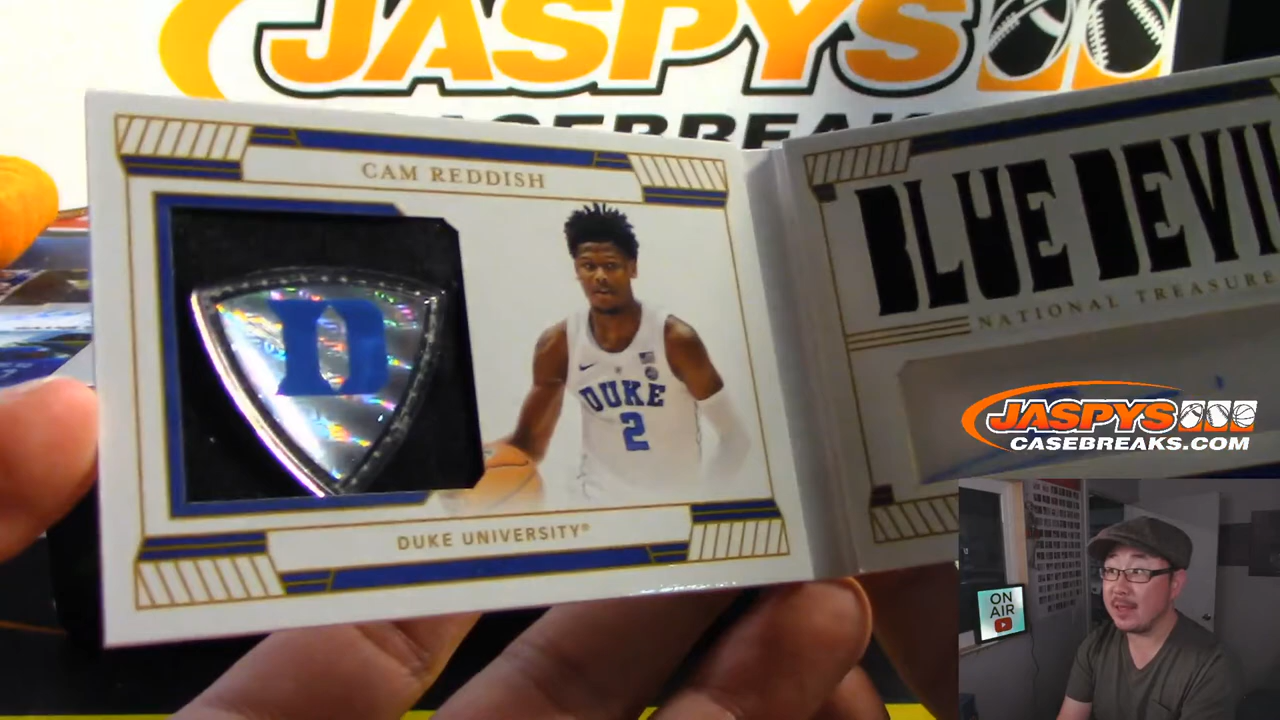 JASPYS
CAM REDDISH
BLUE DEVI
NATIONAL TREASURE
D
DUKE
2
DUKE UNIVERSITY®
JASPYS
CASEBREAKS.COM
ON
AIR